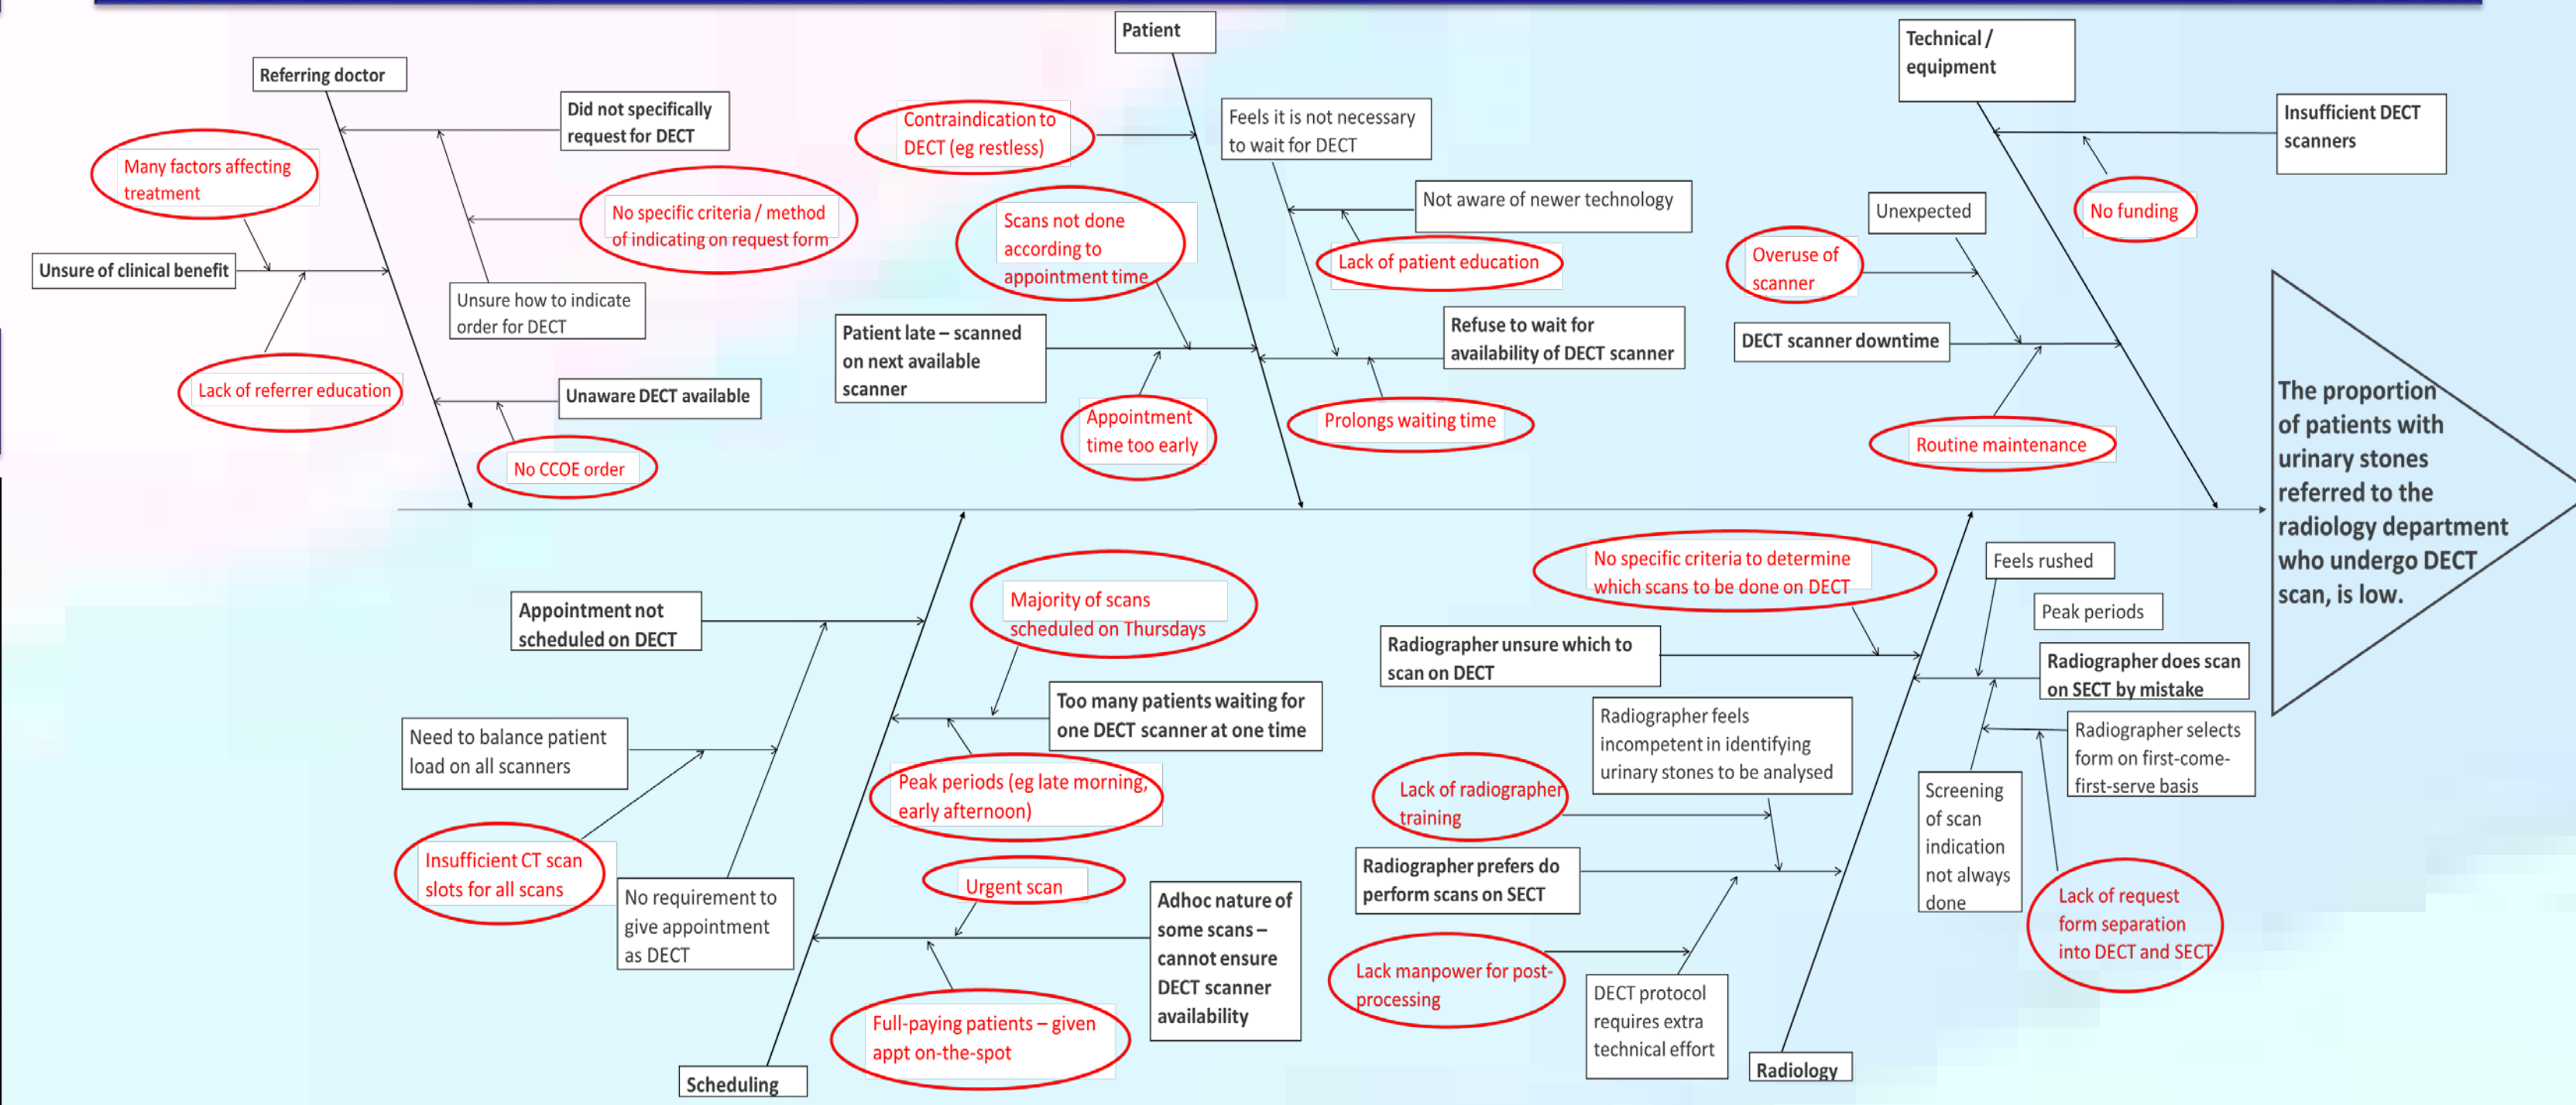 Referring doctor
Did not specifically
request for DECT
Many factors affecting
treatment
No specific criteria / method
of indicating on request form
Unsure of clinical benefit
Unsure how to indicate
order for DECT
Lack of referrer education
Unaware DECT available
No CCOE order
Patient
Contraindication to
DECT (eg restless)
Feels it is not necessary
to wait for DECT
Scans not done
according to
appointment time
Not aware of newer technology
Lack of patient education
Patient late – scanned
on next available
scanner
Refuse to wait for
availability of DECT scanner
Appointment
time too early
Prolongs waiting time
Technical /
equipment
Insufficient DECT
scanners
No funding
Unexpected
Overuse of
scanner
DECT scanner downtime
Routine maintenance
The proportion
of patients with
urinary stones
referred to the
radiology department
who undergo DECT
scan, is low.
Appointment not
scheduled on DECT
Majority of scans
scheduled on Thursdays
Need to balance patient
load on all scanners
Too many patients waiting for
one DECT scanner at one time
Peak periods (eg late morning,
early afternoon)
Insufficient CT scan
slots for all scans
No requirement to
give appointment
as DECT
Urgent scan
Adhoc nature of
some scans –
cannot ensure
DECT scanner
availability
Full-paying patients – given
appt on-the-spot
Scheduling
No specific criteria to determine
which scans to be done on DECT
Feels rushed
Peak periods
Radiographer unsure which to
scan on DECT
Radiographer does scan
on SECT by mistake
Radiographer feels
incompetent in identifying
urinary stones to be analysed
Radiographer selects
form on first-come-
first-serve basis
Lack of radiographer
training
Screening
of scan
indication
not always
done
Radiographer prefers do
perform scans on SECT
Lack of request
form separation
into DECT and SECT
Lack manpower for post-
processing
DECT protocol
requires extra
technical effort
Radiology